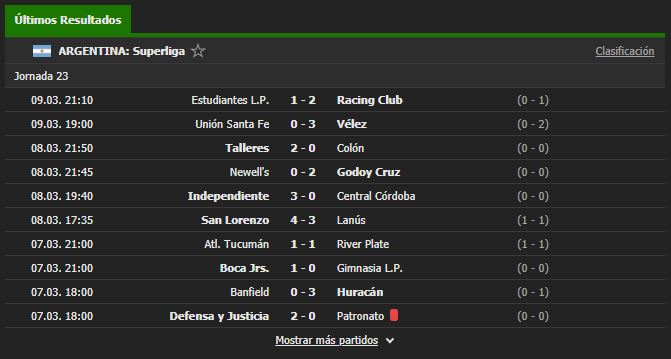 Últimos Resultados
ARGENTINA: Superliga Clasificación
Jornada 23
09.03. 21:10 Estudiantes L.P. 1 - 2 Racing Club (0 - 1)
09.03. 19:00 Unión Santa Fe 0 - 3 Vélez (0 - 2)
08.03. 21:50 Talleres 2 - 0 Colón (0 - 0)
08.03. 21:45 Newell's 0 - 2 Godoy Cruz (0 - 0)
08.03. 19:40 Independiente 3 - 0 Central Córdoba (0 - 0)
08.03. 17:35 San Lorenzo 4 - 3 Lanús (1 - 1)
07.03. 21:00 Atl. Tucumán 1 - 1 River Plate (1 - 1)
07.03. 21:00 Boca Jrs. 1 - 0 Gimnasia L.P. (0 - 0)
07.03. 18:00 Banfield 0 - 3 Huracán (0 - 1)
07.03. 18:00 Defensa y Justicia 2 - 0 Patronato (0 - 0)
Mostrar más partidos